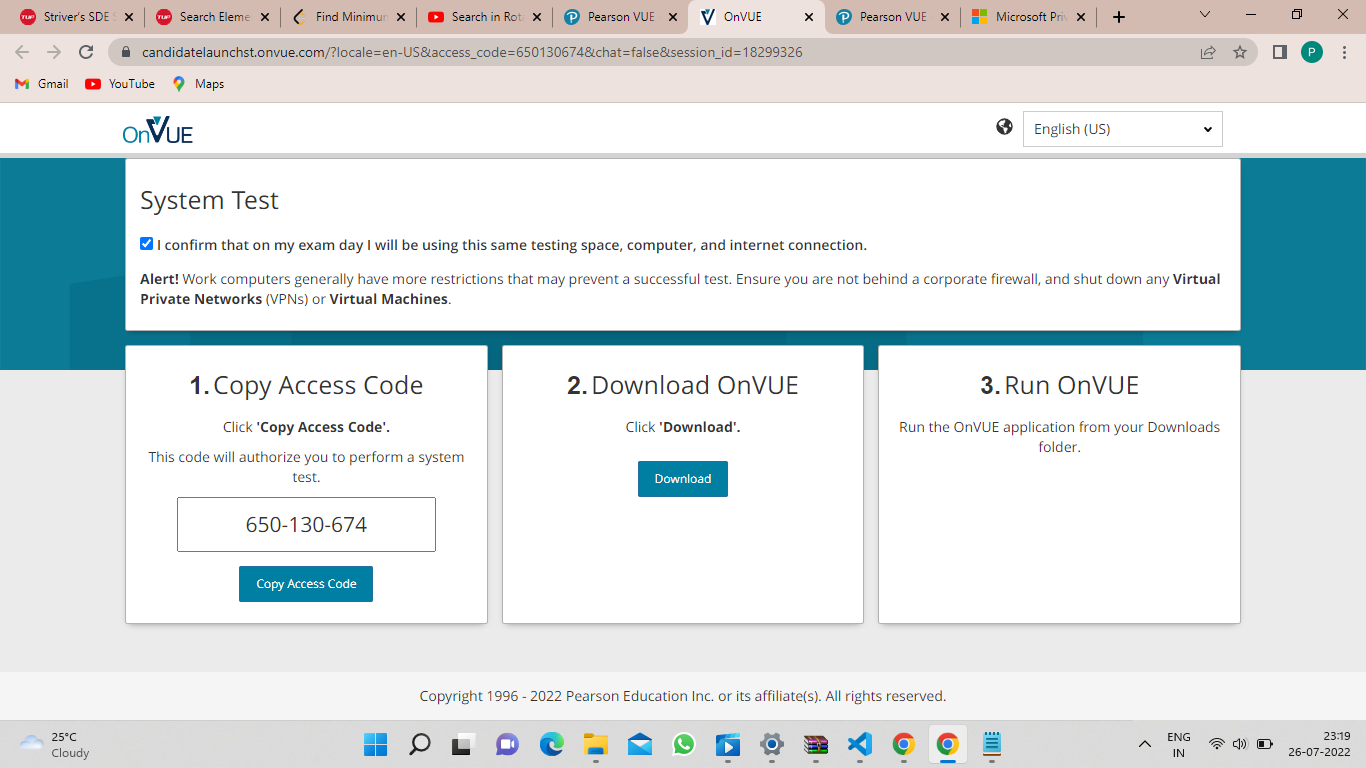 Striver's SDE
Search Eleme
Find Minimum
Search in Rot
Pearson VUE
OnVUE
Pearson VUE
Microsoft Priv
candidatelaunchst.onvue.com/?locale=en-US&access_code=650130674&chat=false&session_id=18299326
P
Gmail
YouTube
Maps
OnVUE
English (US)
System Test
I confirm that on my exam day I will be using this same testing space, computer, and internet connection.
Alert! Work computers generally have more restrictions that may prevent a successful test. Ensure you are not behind a corporate firewall, and shut down any Virtual
Private Networks (VPNs) or Virtual Machines.
1. Copy Access Code
Click 'Copy Access Code'.
This code will authorize you to perform a system
test.
650-130-674
Copy Access Code
2. Download OnVUE
Click 'Download'.
Download
3. Run OnVUE
Run the OnVUE application from your Downloads
folder.
Copyright 1996 - 2022 Pearson Education Inc. or its affiliate(s). All rights reserved.
25°C
Cloudy
ENG
IN
23:19
26-07-2022